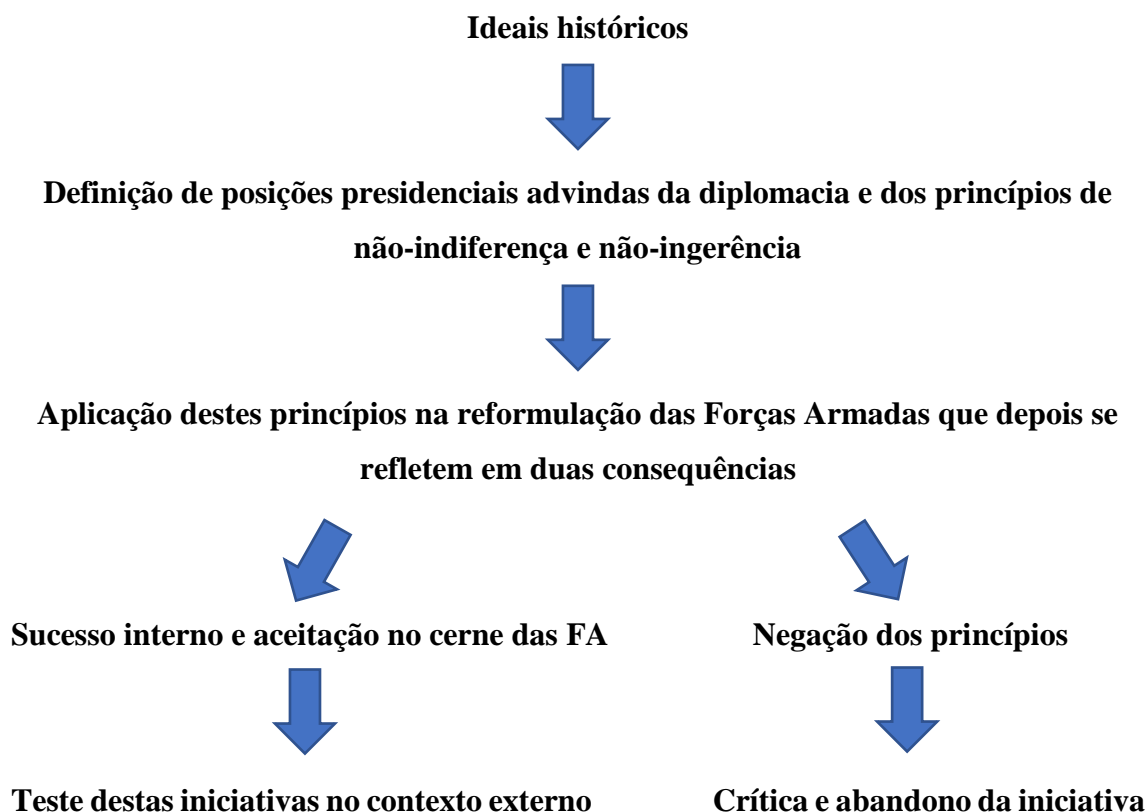 Ideais históricos
Definição de posições presidenciais advindas da diplomacia e dos princípios de
não-indiferença e não-ingerência
Aplicação destes princípios na reformulação das Forças Armadas que depois se
refletem em duas consequências
Sucesso interno e aceitação no cerne das FA
Negação dos princípios
Teste destas iniciativas no contexto externo
Crítica e abandono da iniciativa